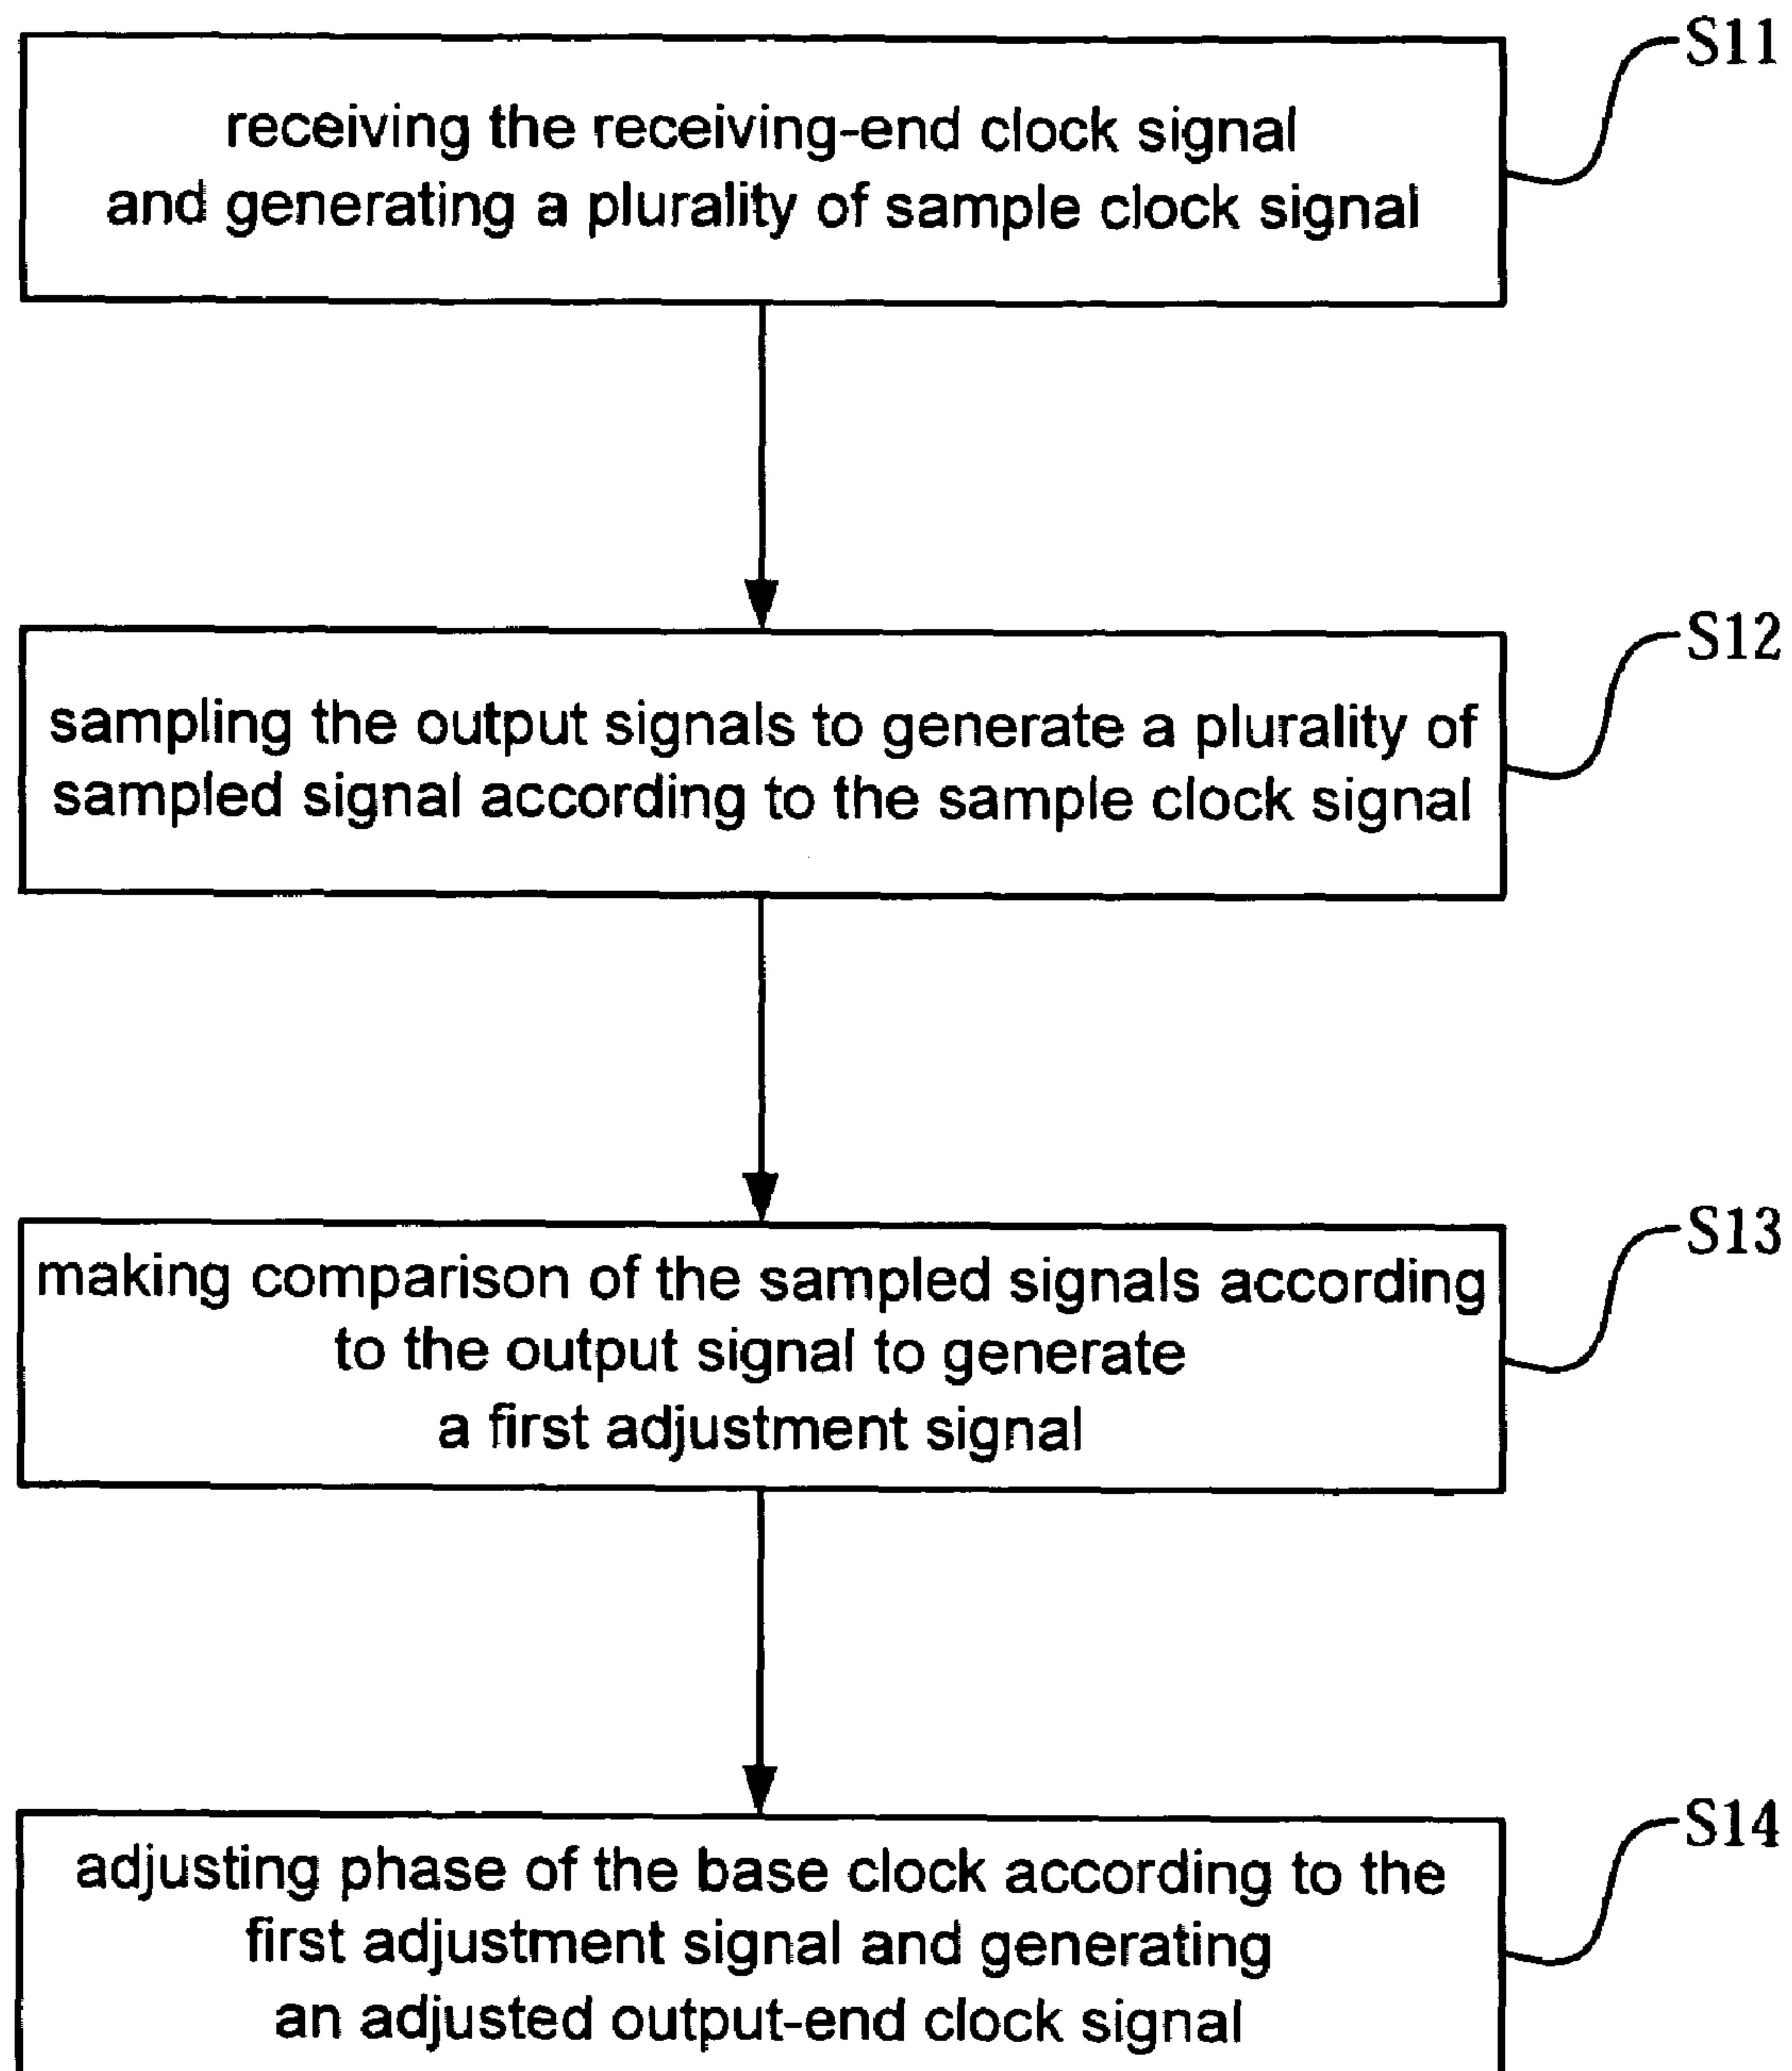 S11
receiving the receiving-end clock signal
and generating a plurality of sample clock signal
S12
sampling the output signals to generate a plurality of
sampled signal according to the sample clock signal
S13
making comparison of the sampled signals according
to the output signal to generate
a first adjustment signal
S14
adjusting phase of the base clock according to the
first adjustment signal and generating
an adjusted output-end clock signal